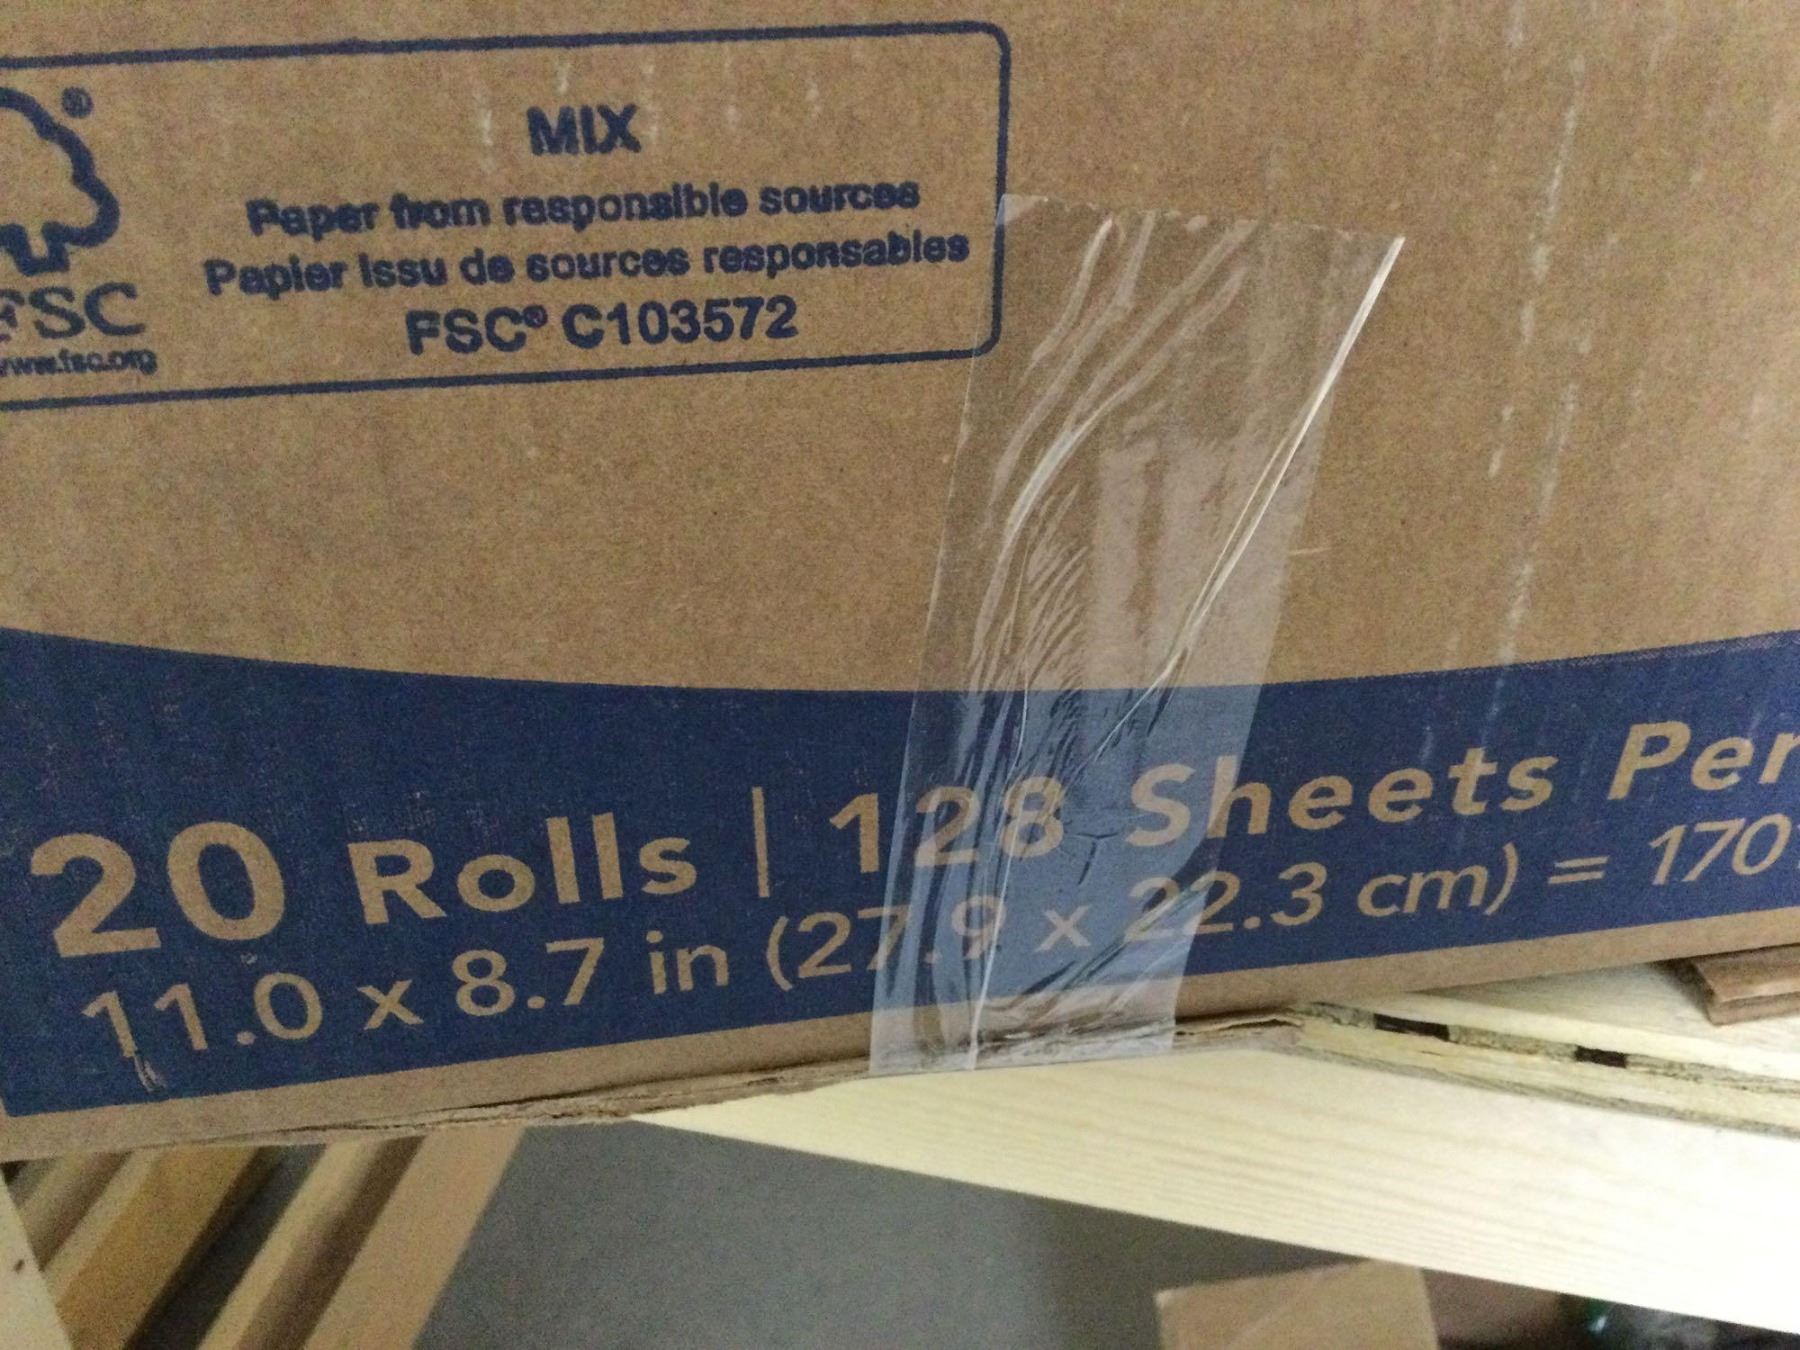 MIX
Paper from responsible sources
Papier issu de sources responsables
FSC® C103572
FSC
www.fsc.org
20 Rolls | 128 Sheets Per
11.0 x 8.7 in (27.9 x 22.3 cm) = 170